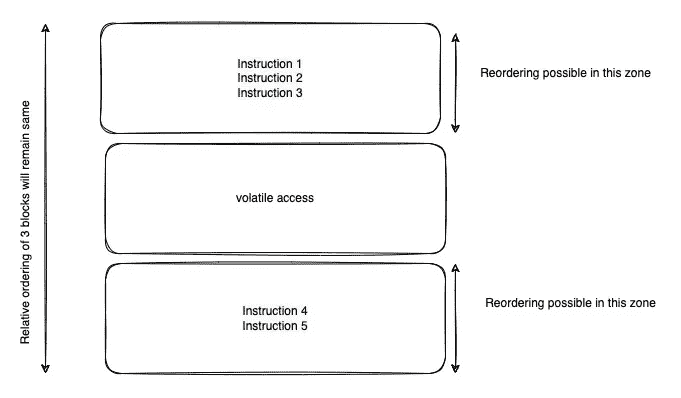 Instruction 1
Instruction 2
Instruction 3
Reordering possible in this zone
Relative ordering of 3 blocks will remain same
volatile access
Instruction 4
Instruction 5
Reordering possible in this zone